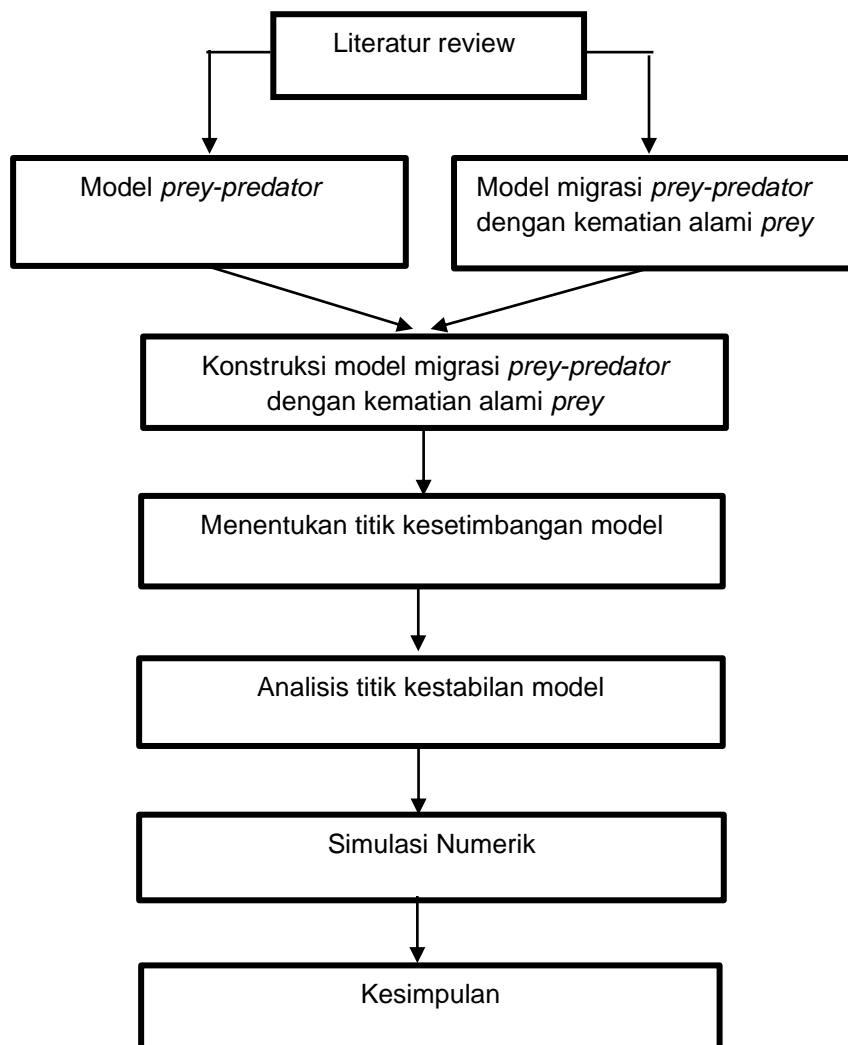 Literatur review
Model prey-predator
Model migrasi prey-predator
dengan kematian alami prey
Konstruksi model migrasi prey-predator
dengan kematian alami prey
Menentukan titik kesetimbangan model
Analisis titik kestabilan model
Simulasi Numerik
Kesimpulan